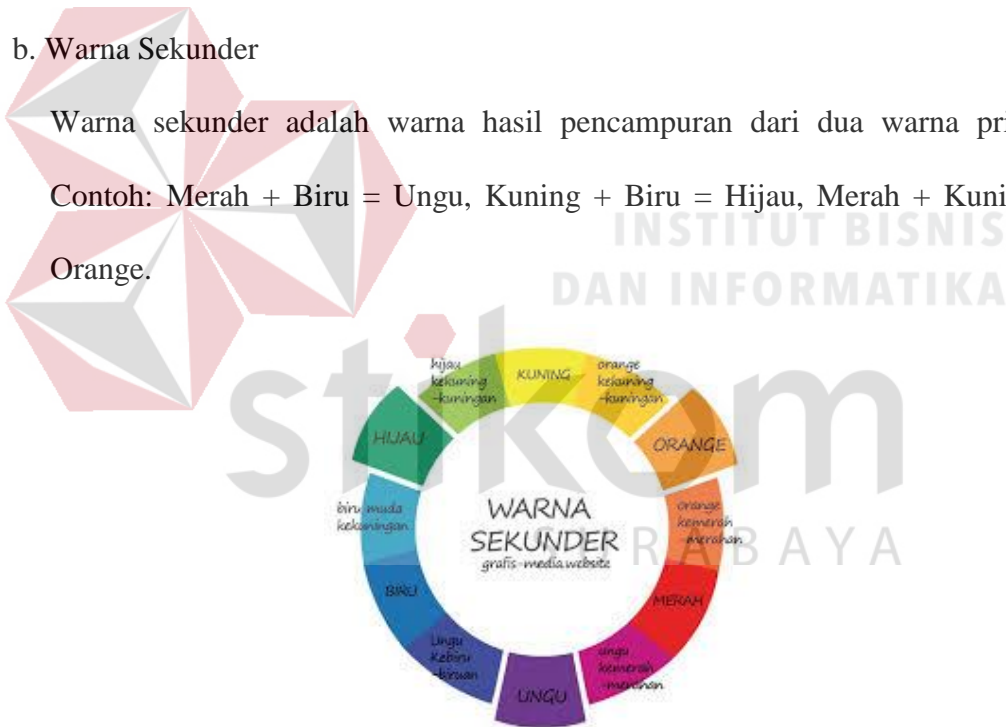 b. Warna Sekunder
Warna sekunder adalah warna hasil pencampuran dari dua warna
Contoh: Merah + Biru = Ungu, Kuning + Biru = Hijau, Merah +
Orange.
INSTITUT BISNIS
DAN INFORMATIKA
stikom
SURABAYA
hijau
kekuning
-kuningan
KUNING
orange
kekuning
-kuningan
HIJAU
ORANGE
biru muda
kekuningan
WARNA
SEKUNDER
grafis-media.website
orange
kemerah
-merahan
BIRU
MERAH
Ungu
Kebiru
-biruan
UNGU
ungu
kemerah
-merahan